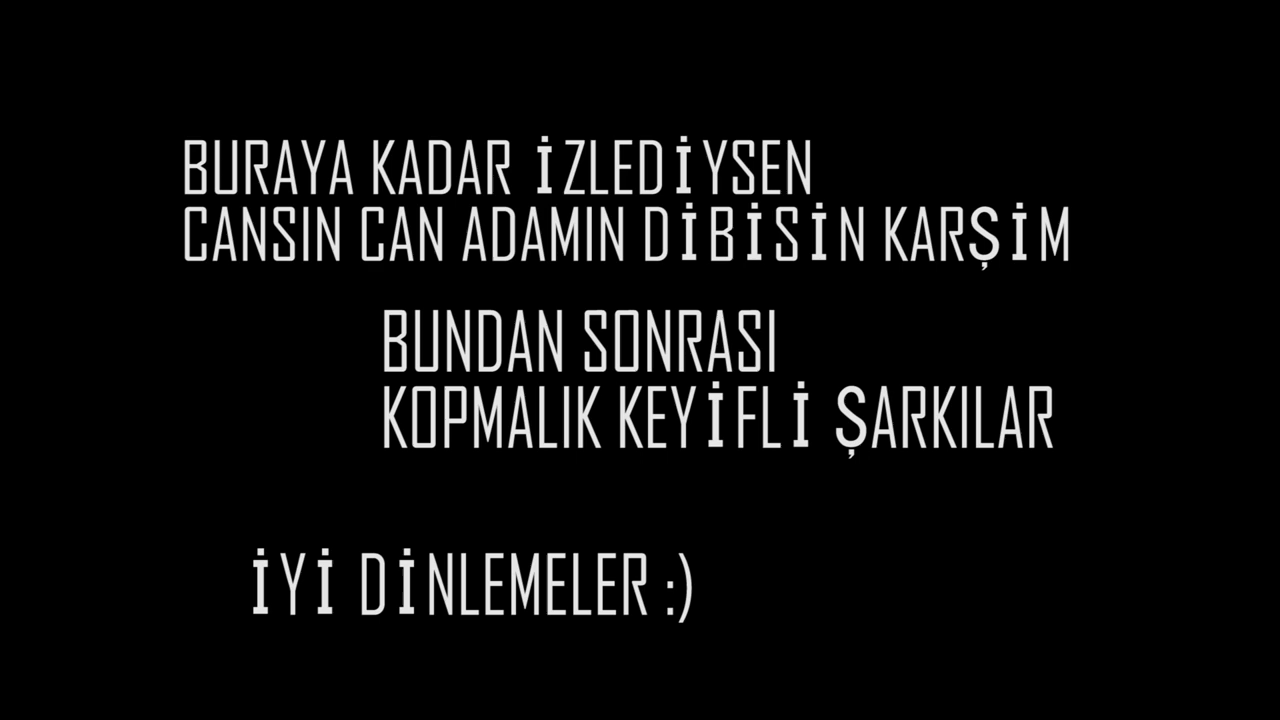 BURAYA KADAR İZLEDİYSEN
CANSIN CAN ADAMIN DİBİSİN KARŞİM
BUNDAN SONRASI
KOPMALIK KEYİFLİ ŞARKILAR
İYİ DİNLEMELER :)